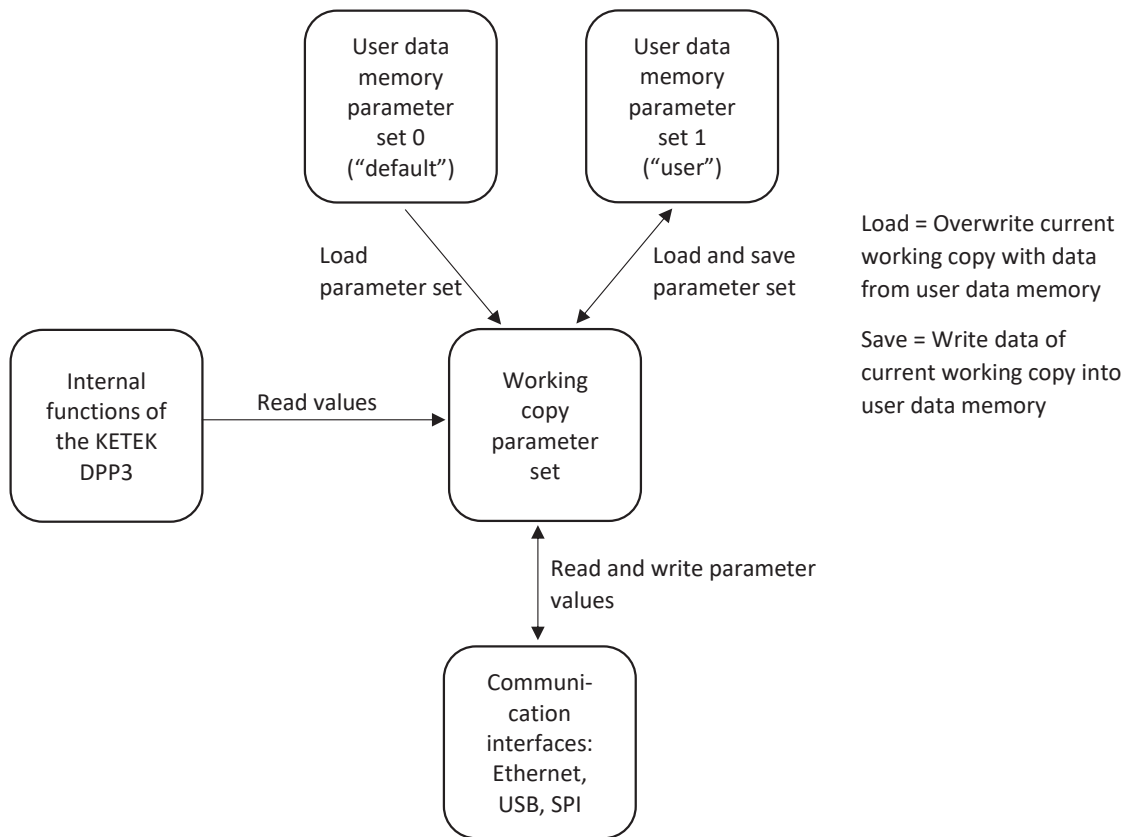 User data
memory
parameter
set 0
(“default”)
User data
memory
parameter
set 1
(“user”)
Load
parameter set
Load and save
parameter set
Load = Overwrite current
working copy with data
from user data memory
Save = Write data of
current working copy into
user data memory
Internal
functions of
the KETEK
DPP3
Read values
Working
copy
parameter
set
Read and write parameter
values
Communi-
cation
interfaces:
Ethernet,
USB, SPI